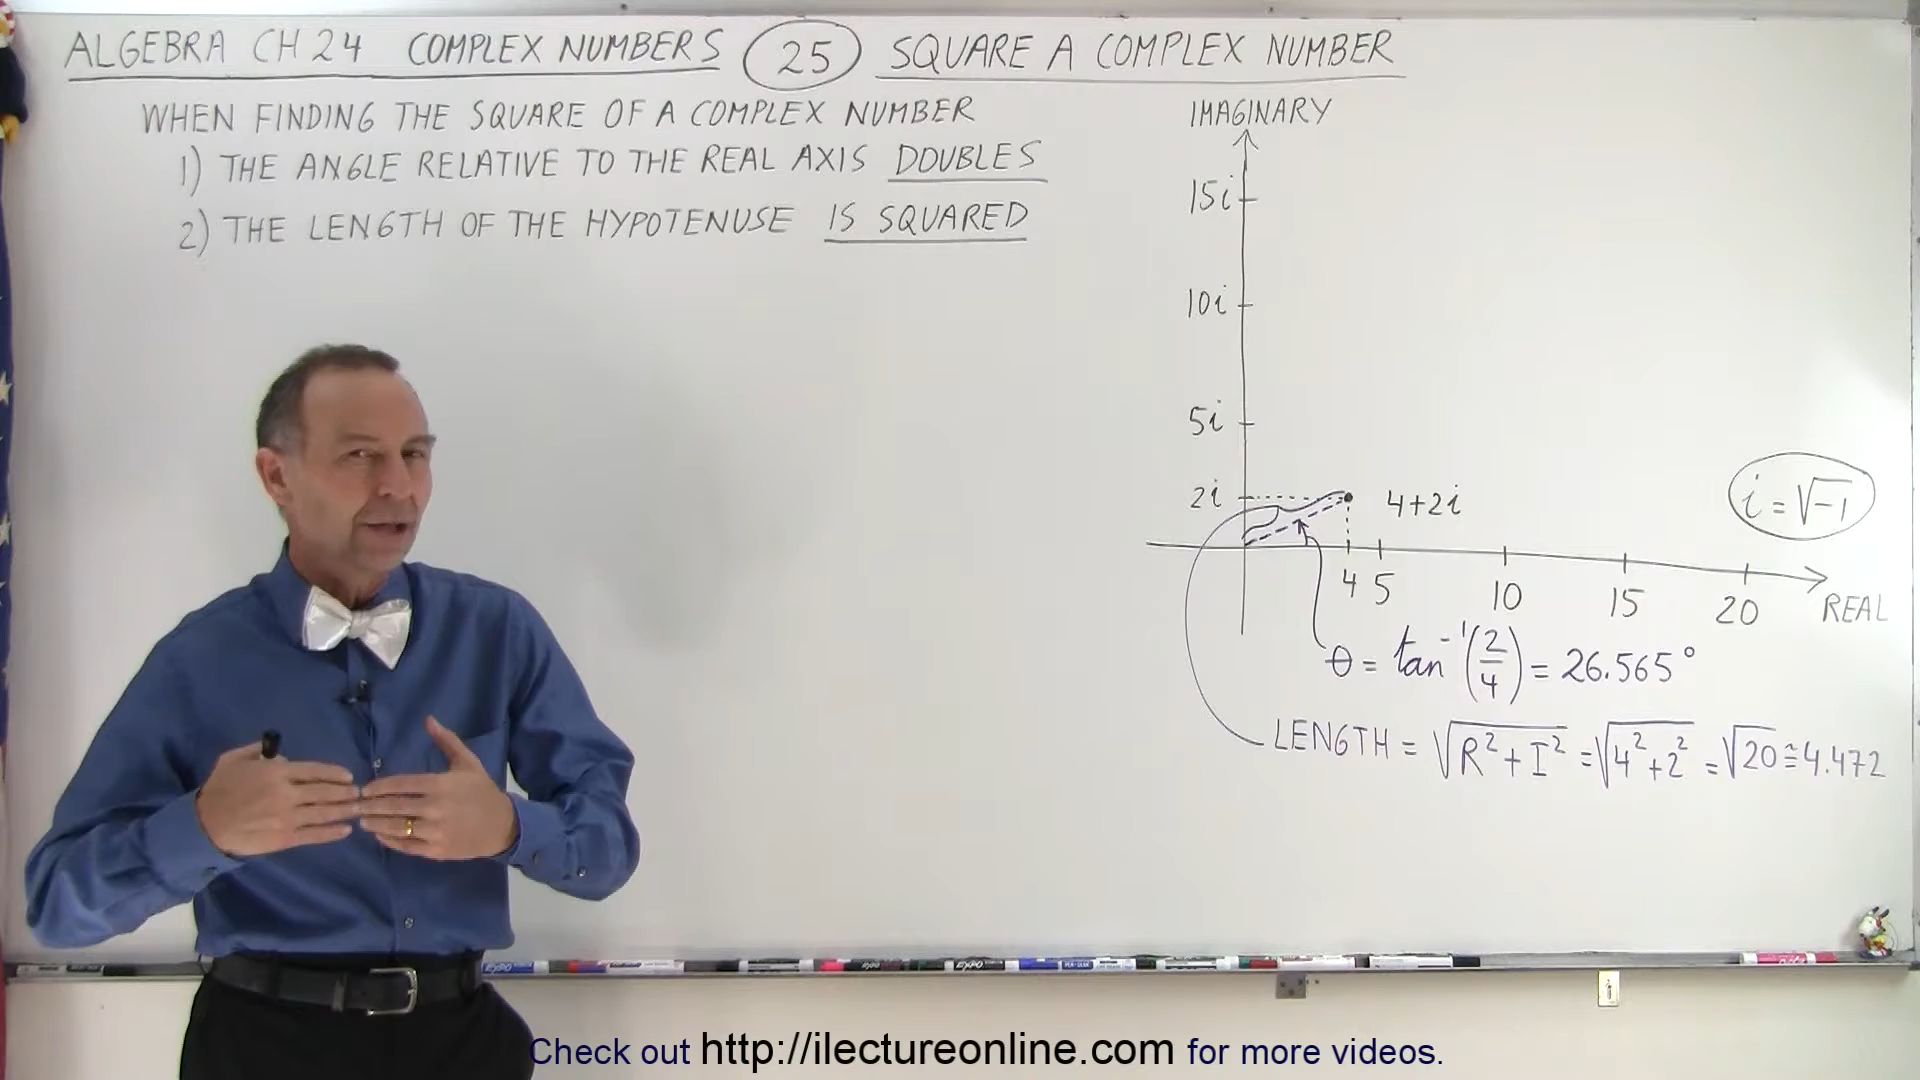 ALGEBRA CH 24 COMPLEX NUMBERS 25 SQUARE A COMPLEX NUMBER
WHEN FINDING THE SQUARE OF A COMPLEX NUMBER
1) THE ANGLE RELATIVE TO THE REAL AXIS DOUBLES
2) THE LENGTH OF THE HYPOTENUSE IS SQUARED
IMAGINARY
15i
10i
5i
2i
4+2i
i = √-1
4 5 10 15 20
REAL
θ = tan⁻¹(2/4) = 26.565°
LENGTH = √R²+I² = √4²+2² = √20 ≅ 4.472
Check out http://ilectureonline.com for more videos.